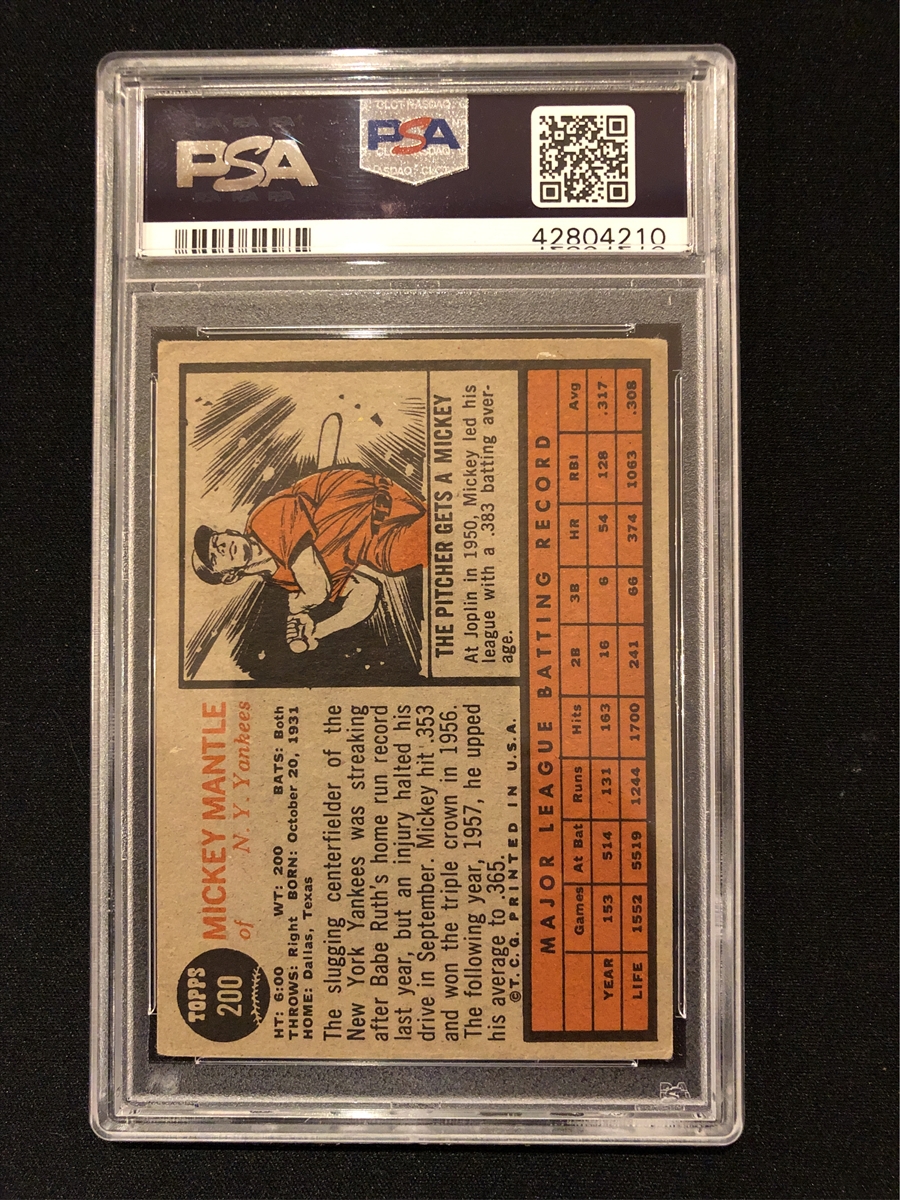 PSA
CLCT NASDAQ
PSA
CLCT NASDAQ
NASDAQ CLCT
42804210
TOPPS
200
MICKEY MANTLE
of N. Y. Yankees
HT: 6:00 WT: 200 BATS: Both
THROWS: Right BORN: October 20, 1931
HOME: Dallas, Texas
The slugging centerfielder of the
New York Yankees was streaking
after Babe Ruth's home run record
last year, but an injury halted his
drive in September. Mickey hit .353
and won the triple crown in 1956.
The following year, 1957, he upped
his average to .365.
©T. C. G. PRINTED IN U.S.A.
THE PITCHER GETS A MICKEY
At Joplin in 1950, Mickey led his
league with a .383 batting aver-
age.
MAJOR LEAGUE BATTING RECORD
Games At Bat Runs Hits 2B 3B HR RBI Avg
YEAR 153 514 131 163 16 6 54 128 .317
LIFE 1552 5519 1244 1700 241 66 374 1063 .308